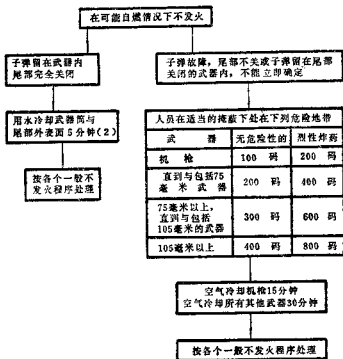 在可能自燃情况下不发火
子弹留在武器内
尾部完全关闭
子弹故障,尾部不关或子弹留在尾部
关闭的武器内,不能立即确定
用水冷却武器筒与
尾部外表面5分钟(2)
按各个一般不
发火程序处理
人员在适当的掩蔽下处在下列危险地带
武 器 无危险性的 烈性炸药
机 枪 100 码 200 码
直到与包括75
毫米武器 200 码 400 码
75毫米以上,
直到与包括
105毫米的武器 300 码 600 码
105毫米以上 400 码 800 码
空气冷却机枪15分钟
空气冷却所有其他武器30分钟
按各个一般不发火程序处理